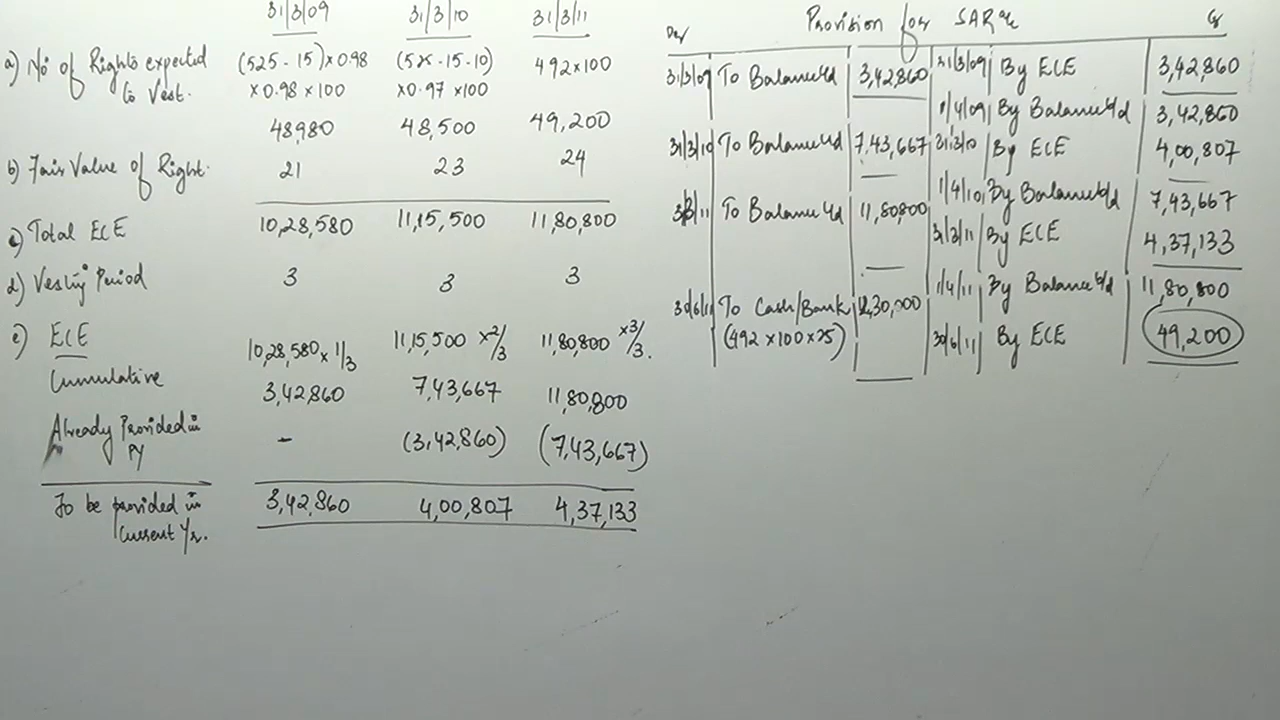 31/3/09 31/3/10 31/3/11
a) No of Rights expected to Vest.
(525-15)×0.98 ×0.98×100
(525-15-10) ×0.97×100
492×100
48980 48,500 49,200
b) Fair Value of Right. 21 23 24
c) Total ECE 10,28,580 11,15,500 11,80,800
d) Vesting Period 3 3 3
e) ECE 10,28,580×1/3 11,15,500×2/3 11,80,800×3/3.
Cumulative 3,42,860 7,43,667 11,80,800
Already Provided in PY - (3,42,860) (7,43,667)
To be provided in Current Yr. 3,42,860 4,00,807 4,37,133
Provision for SAR a/c
Dr Cr
31/3/09 To Balance c/d 3,42,860 31/3/09 By ECE 3,42,860
1/4/09 By Balance b/d 3,42,860
31/3/10 To Balance c/d 7,43,667 31/3/10 By ECE 4,00,807
1/4/10 By Balance b/d 7,43,667
31/3/11 To Balance c/d 11,80,800 31/3/11 By ECE 4,37,133
1/4/11 By Balance b/d 11,80,800
30/6/11 To Cash/Bank 12,30,000
(492×100×25) 30/6/11 By ECE 49,200